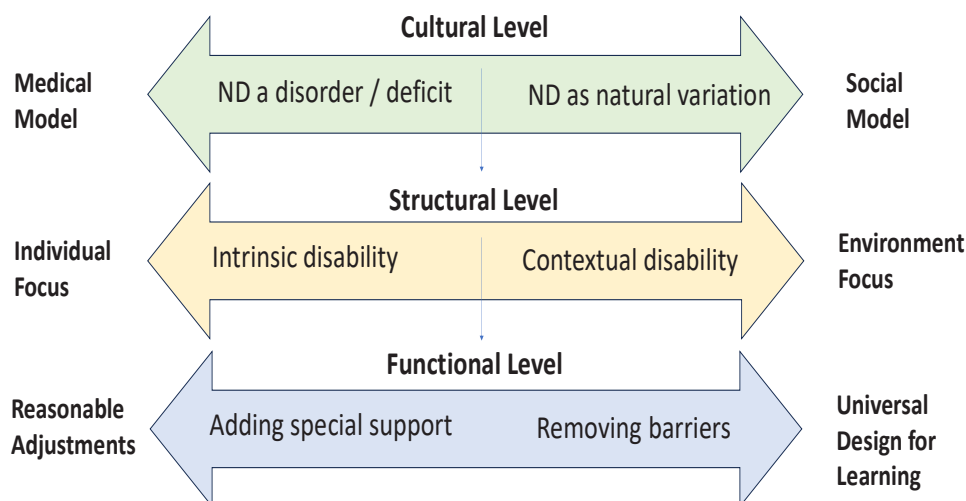 Cultural Level
Medical
Model
ND a disorder / deficit
ND as natural variation
Social
Model
Structural Level
Individual
Focus
Intrinsic disability
Contextual disability
Environment
Focus
Functional Level
Reasonable
Adjustments
Adding special support
Removing barriers
Universal
Design for
Learning